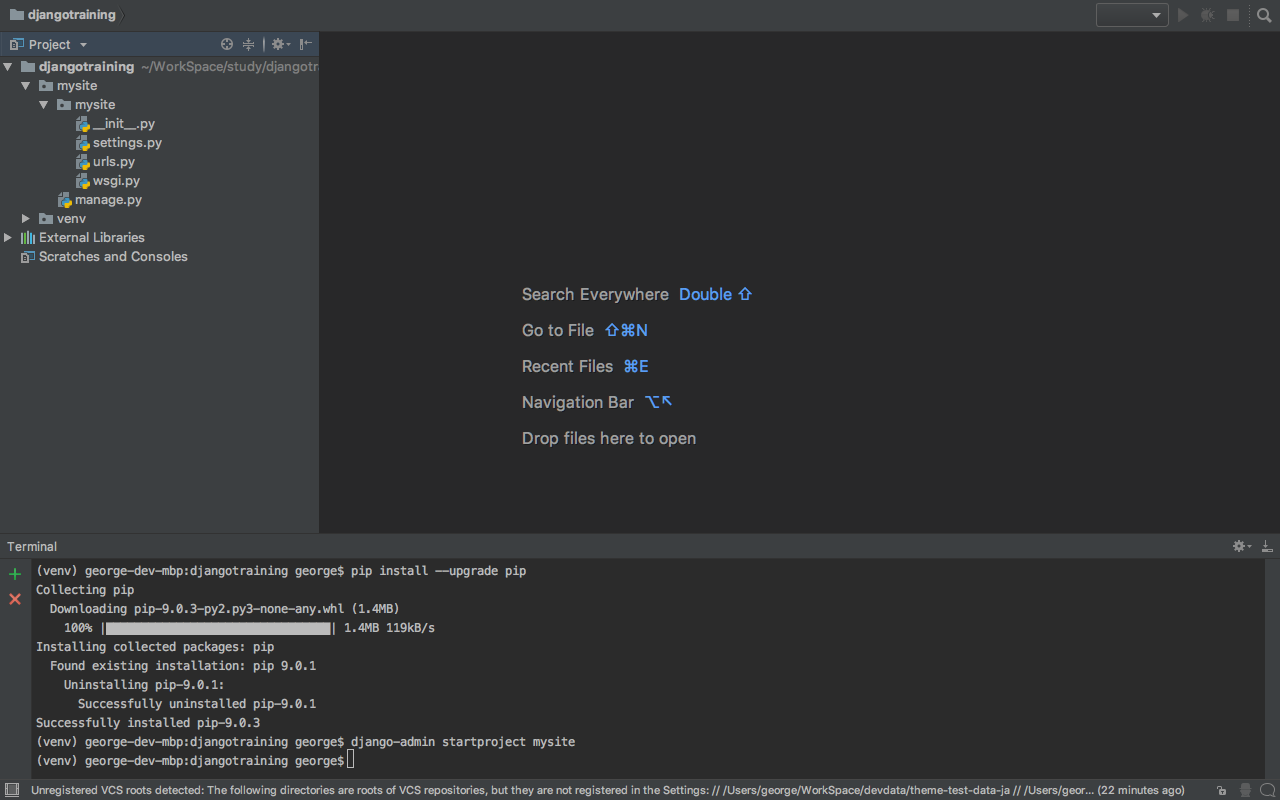 djangotraining
Project
djangotraining ~/WorkSpace/study/djangotr
mysite
mysite
__init__.py
settings.py
urls.py
wsgi.py
manage.py
venv
External Libraries
Scratches and Consoles
Search Everywhere Double ⇧
Go to File ⇧⌘N
Recent Files ⌘E
Navigation Bar ⌥↖
Drop files here to open
Terminal
(venv) george-dev-mbp:djangotraining george$ pip install --upgrade pip
Collecting pip
Downloading pip-9.0.3-py2.py3-none-any.whl (1.4MB)
100% |████████████████████████████████| 1.4MB 119kB/s
Installing collected packages: pip
Found existing installation: pip 9.0.1
Uninstalling pip-9.0.1:
Successfully uninstalled pip-9.0.1
Successfully installed pip-9.0.3
(venv) george-dev-mbp:djangotraining george$ django-admin startproject mysite
(venv) george-dev-mbp:djangotraining george$
Unregistered VCS roots detected: The following directories are roots of VCS repositories, but they are not registered in the Settings: // /Users/george/WorkSpace/devdata/theme-test-data-ja // /Users/geor... (22 minutes ago)